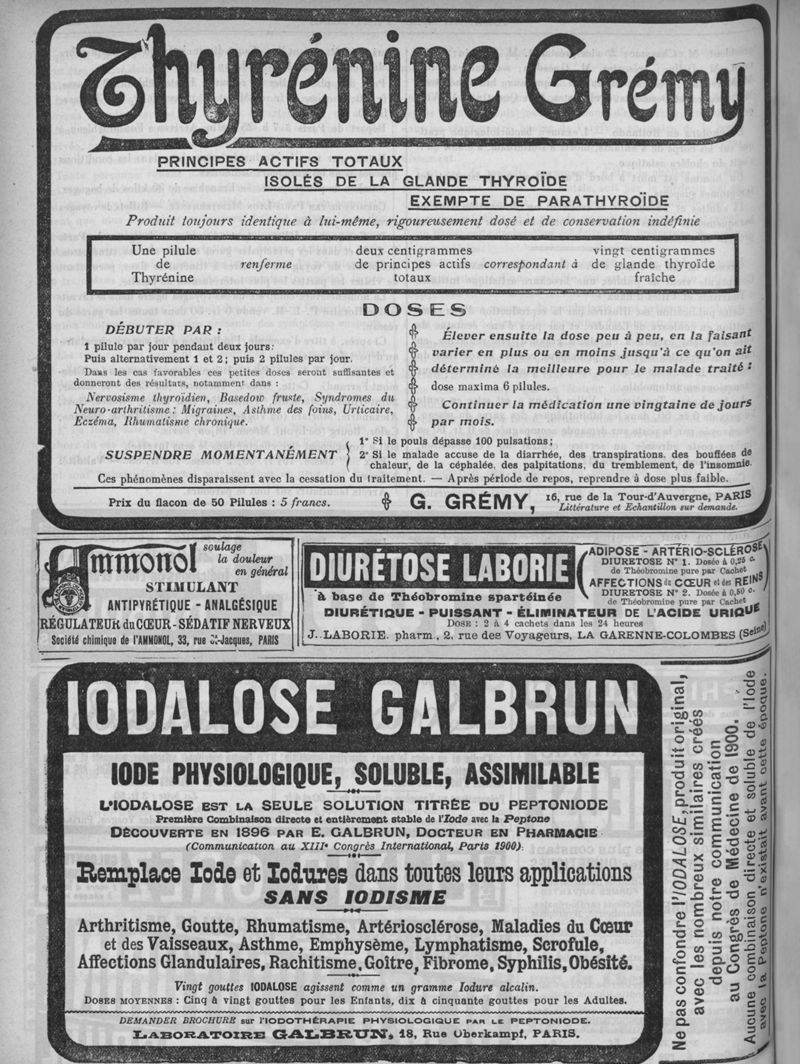 Thyrénine Grémy
PRINCIPES ACTIFS TOTAUX
ISOLÉS DE LA GLANDE THYROÏDE
EXEMPTE DE PARATHYROÏDE
Produit toujours identique à lui-même, rigoureusement dosé et de conservation indéfinie
Une pilule de Thyrénine
renferme
deux centigrammes de principes actifs totaux
correspondant à
vingt centigrammes de glande thyroïde fraîche
DOSES
DÉBUTER PAR :
1 pilule par jour pendant deux jours:
Puis alternativement 1 et 2 ; puis 2 pilules par jour.
Dans les cas favorables ces petites doses seront suffisantes et
donneront des résultats, notamment dans :
Nervosisme thyroïdien, Basedow fruste, Syndromes du
Neuro-arthritisme : Migraines, Asthme des foins, Urticaire,
Eczéma, Rhumatisme chronique.
Élever ensuite la dose peu à peu, en la faisant
varier en plus ou en moins jusqu'à ce qu'on ait
déterminé la meilleure pour le malade traité :
dose maxima 6 pilules.
Continuer la médication une vingtaine de jours
par mois.
SUSPENDRE MOMENTANÉMENT
1° Si le pouls dépasse 100 pulsations ;
2° Si le malade accuse de la diarrhée, des transpirations, des bouffées de
chaleur, de la céphalée, des palpitations, du tremblement, de l'insomnie.
Ces phénomènes disparaissent avec la cessation du traitement. — Après période de repos, reprendre à dose plus faible.
Prix du flacon de 50 Pilules : 5 francs.
G. GRÉMY, 16, rue de la Tour-d'Auvergne, PARIS
Littérature et Echantillon sur demande.
Ammonol
soulage
la douleur
en général
STIMULANT
ANTIPYRÉTIQUE - ANALGÉSIQUE
RÉGULATEUR du CŒUR - SÉDATIF NERVEUX
Société chimique de l'AMMONOL, 33, rue St-Jacques, PARIS
DIURÉTOSE LABORIE
à base de Théobromine spartéinée
ADIPOSE - ARTÉRIO-SCLÉROSE
DIURETOSE N° 1. Dosée à 0,25 c.
de Théobromine pure par Cachet
AFFECTIONS du CŒUR et des REINS
DIURETOSE N° 2. Dosée à 0,50 c.
de Théobromine pure par Cachet
DIURÉTIQUE - PUISSANT - ÉLIMINATEUR DE L'ACIDE URIQUE
DOSE : 2 à 4 cachets dans les 24 heures
J. LABORIE, pharm., 2, rue des Voyageurs, LA GARENNE-COLOMBES (Seine)
IODALOSE GALBRUN
IODE PHYSIOLOGIQUE, SOLUBLE, ASSIMILABLE
L'IODALOSE EST LA SEULE SOLUTION TITRÉE DU PEPTONIODE
Première Combinaison directe et entièrement stable de l'Iode avec la Peptone
DÉCOUVERTE EN 1896 PAR E. GALBRUN, DOCTEUR EN PHARMACIE
(Communication au XIIIe Congrès International, Paris 1900).
Remplace Iode et Iodures dans toutes leurs applications
SANS IODISME
Arthritisme, Goutte, Rhumatisme, Artériosclérose, Maladies du Cœur
et des Vaisseaux, Asthme, Emphysème, Lymphatisme, Scrofule,
Affections Glandulaires, Rachitisme, Goître, Fibrome, Syphilis, Obésité.
Vingt gouttes IODALOSE agissent comme un gramme Iodure alcalin.
DOSES MOYENNES : Cinq à vingt gouttes pour les Enfants, dix à cinquante gouttes pour les Adultes.
DEMANDER BROCHURE sur l'IODOTHÉRAPIE PHYSIOLOGIQUE PAR LE PEPTONIODE.
LABORATOIRE GALBRUN, 18, Rue Oberkampf, PARIS.
Ne pas confondre l'IODALOSE, produit original,
avec les nombreux similaires créés
depuis notre communication
au Congrès de Médecine de 1900.
Aucune combinaison directe et soluble de l'Iode
avec la Peptone n'existait avant cette époque.